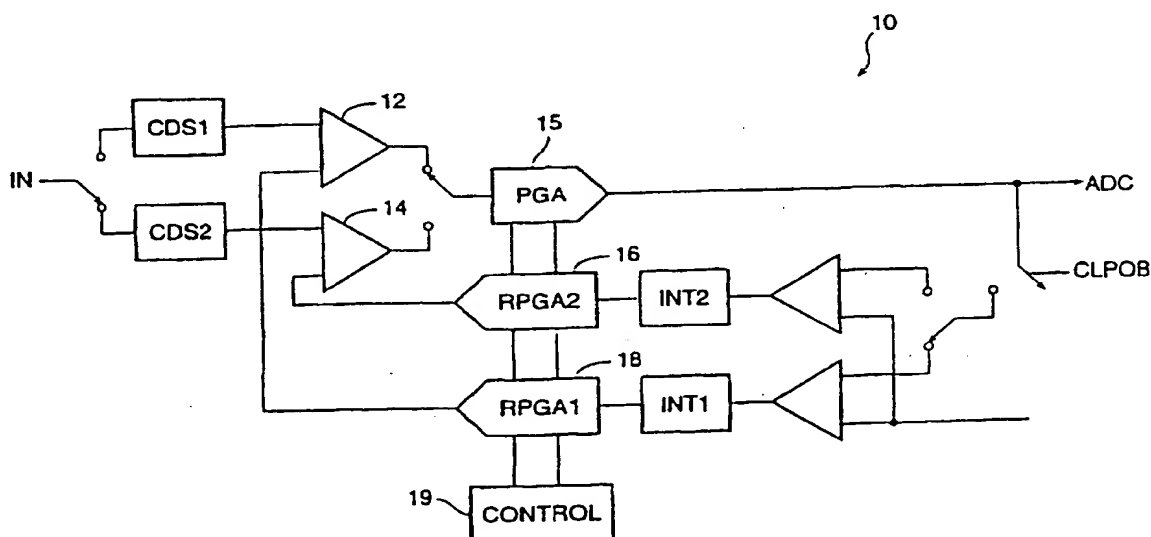 10
12
CDS1
15
IN
PGA
ADC
14
CDS2
16
CLPOB
RPGA2
INT2
18
RPGA1
INT1
19
CONTROL